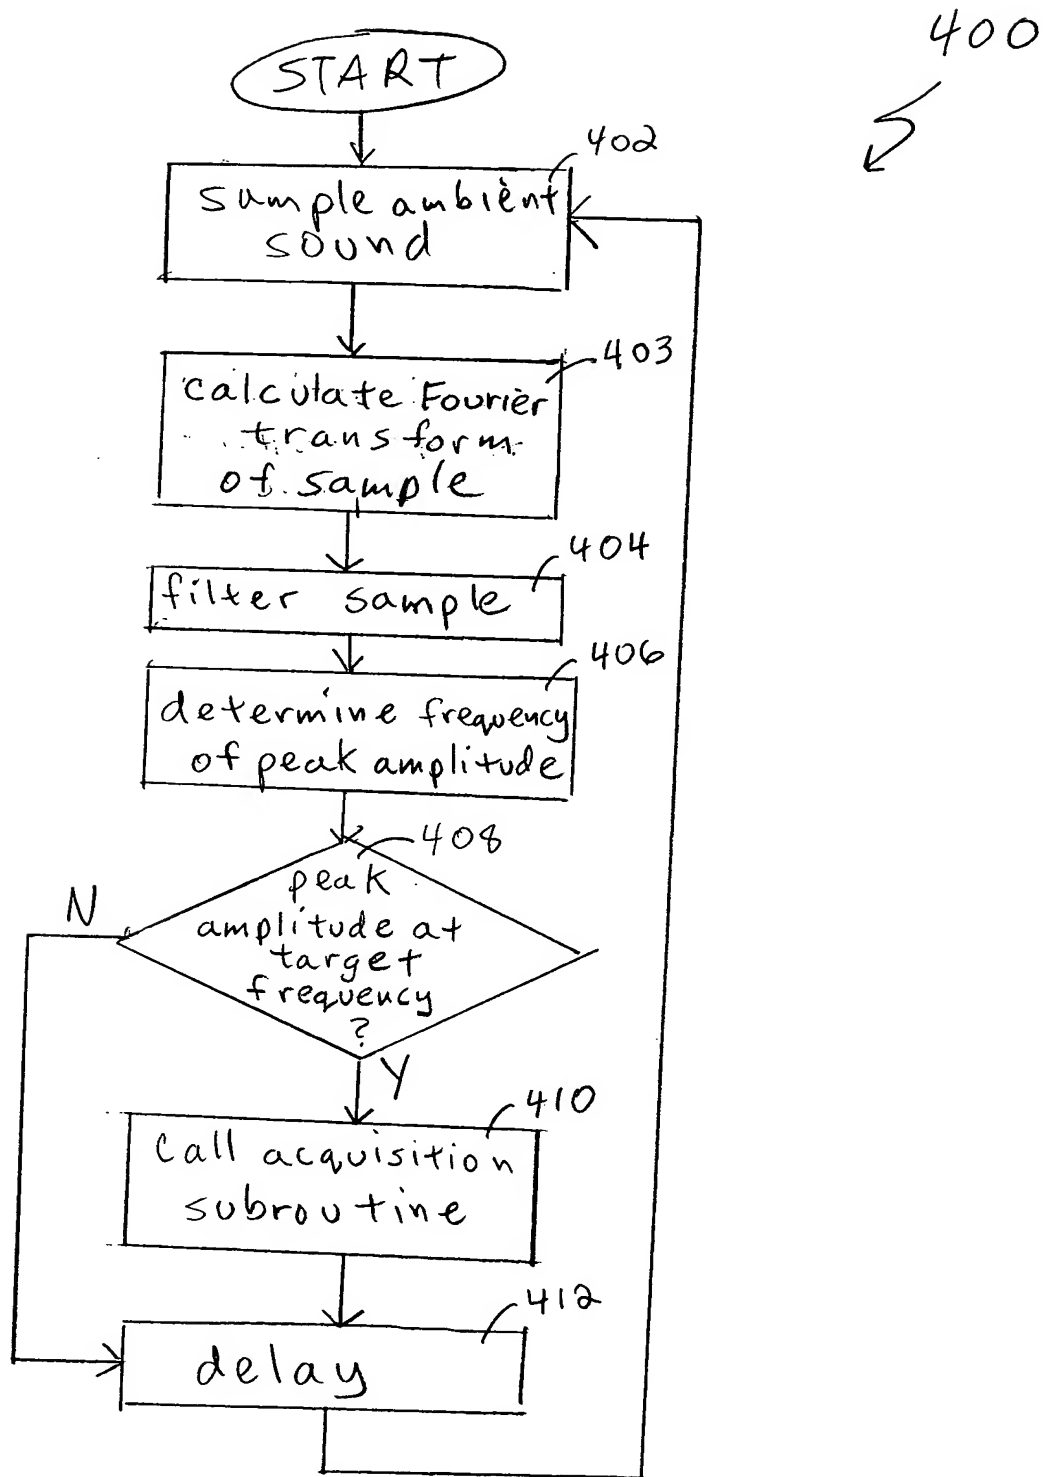 400
START
402
sample ambient
sound
403
calculate Fourier
transform
of sample
404
filter sample
406
determine frequency
of peak amplitude
408
N
peak
amplitude at
target
frequency
?
Y
410
Call acquisition
subroutine
412
delay